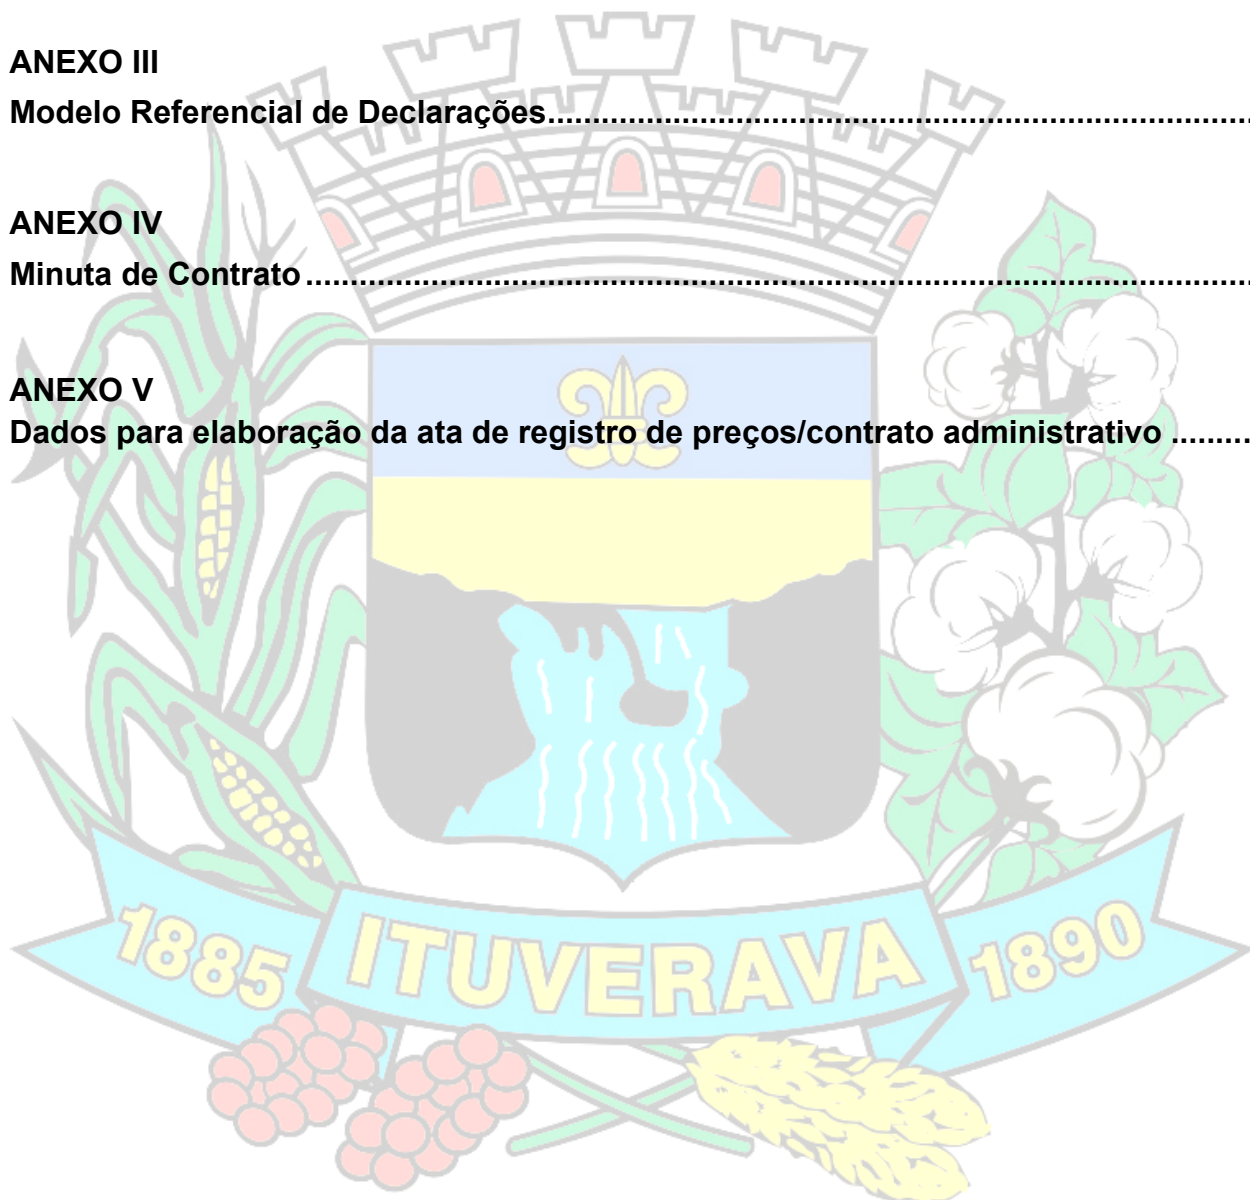 ANEXO III
Modelo Referencial de Declarações................................................................................
ANEXO IV
Minuta de Contrato...........................................................................................................
ANEXO V
Dados para elaboração da ata de registro de preços/contrato administrativo .........
1885 ITUVERAVA 1890